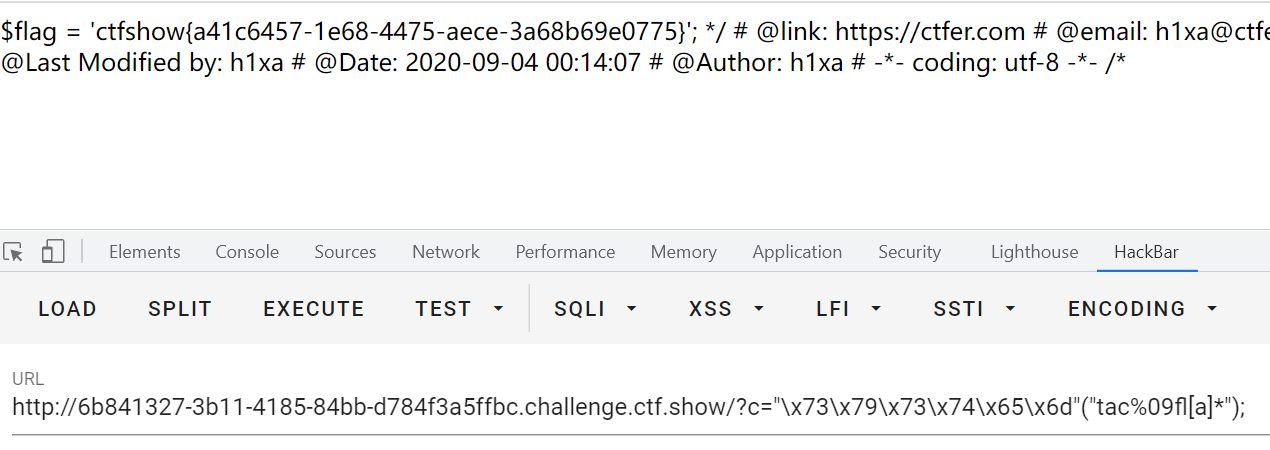 $flag = 'ctfshow{a41c6457-1e68-4475-aece-3a68b69e0775}'; */ # @link: https://ctfer.com # @email: h1xa@ctfe
@Last Modified by: h1xa # @Date: 2020-09-04 00:14:07 # @Author: h1xa # -*- coding: utf-8 -*- /*
Elements Console Sources Network Performance Memory Application Security Lighthouse HackBar
LOAD SPLIT EXECUTE TEST SQLI XSS LFI SSTI ENCODING
URL
http://6b841327-3b11-4185-84bb-d784f3a5ffbc.challenge.ctf.show/?c="\x73\x79\x73\x74\x65\x6d"("tac%09fl[a]*");